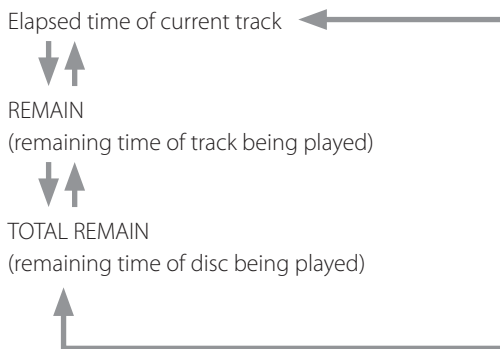 Elapsed time of current track
REMAIN
(remaining time of track being played)
TOTAL REMAIN
(remaining time of disc being played)